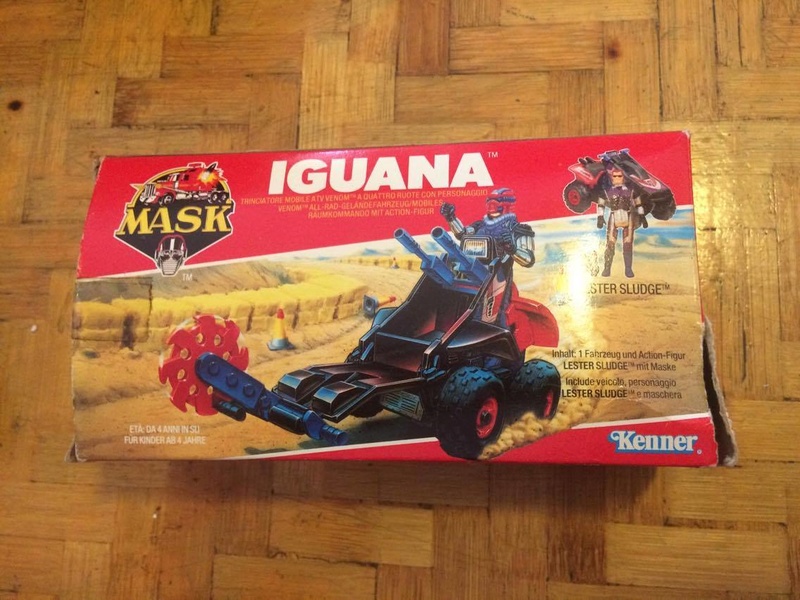 MASK
TM
IGUANA™
TRINCIATORE MOBILE ATV VENOM™ A QUATTRO RUOTE CON PERSONAGGIO
VENOM™ ALL-RAD-GELÄNDEFAHRZEUG/MOBILES
RÄUMKOMMANDO MIT ACTION-FIGUR
LESTER SLUDGE™
Inhalt: 1 Fahrzeug und Action-Figur
LESTER SLUDGE™ mit Maske
Include veicolo, personaggio
LESTER SLUDGE™ e maschera
ETÀ: DA 4 ANNI IN SU
FÜR KINDER AB 4 JAHRE
Kenner®